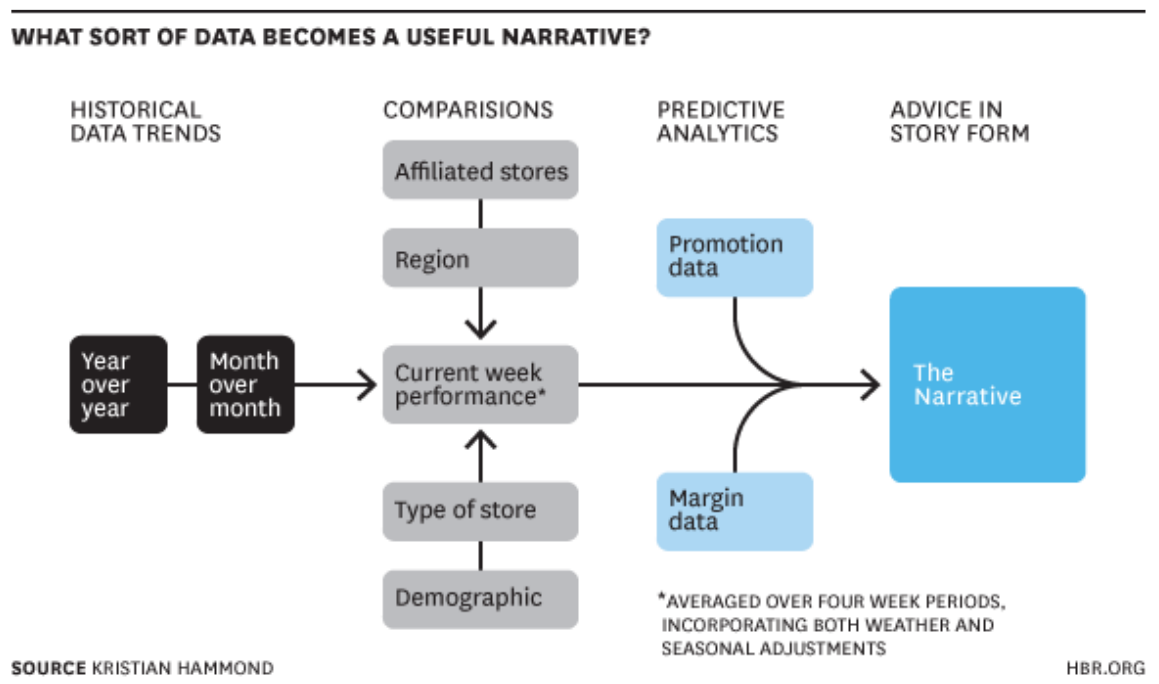 WHAT SORT OF DATA BECOMES A USEFUL NARRATIVE?
HISTORICAL
DATA TRENDS
COMPARISIONS
PREDICTIVE
ANALYTICS
ADVICE IN
STORY FORM
Affiliated stores
Region
Promotion
data
Year
over
year
Month
over
month
Current week
performance*
The
Narrative
Type of store
Margin
data
Demographic
*AVERAGED OVER FOUR WEEK PERIODS,
INCORPORATING BOTH WEATHER AND
SEASONAL ADJUSTMENTS
SOURCE KRISTIAN HAMMOND
HBR.ORG